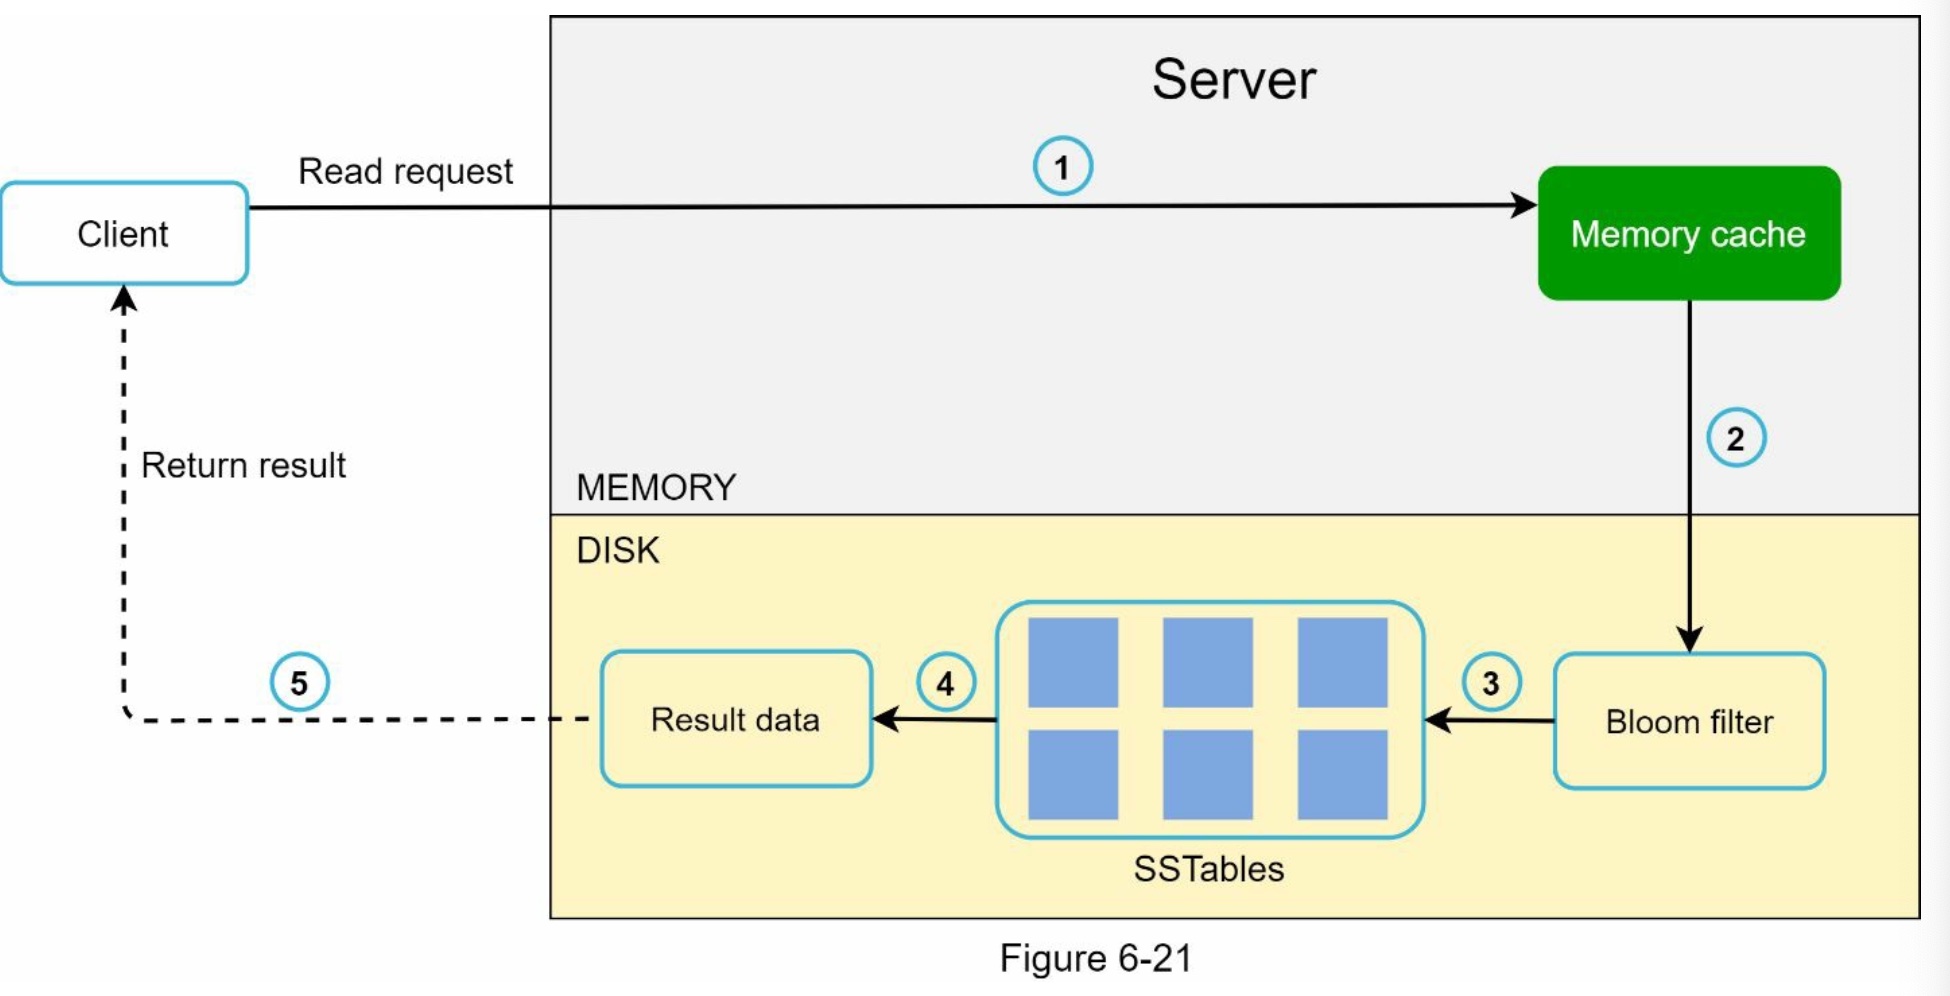 Server
1
Read request
Client
Memory cache
2
Return result
MEMORY
DISK
5
Result data
4
3
Bloom filter
SSTables
Figure 6-21